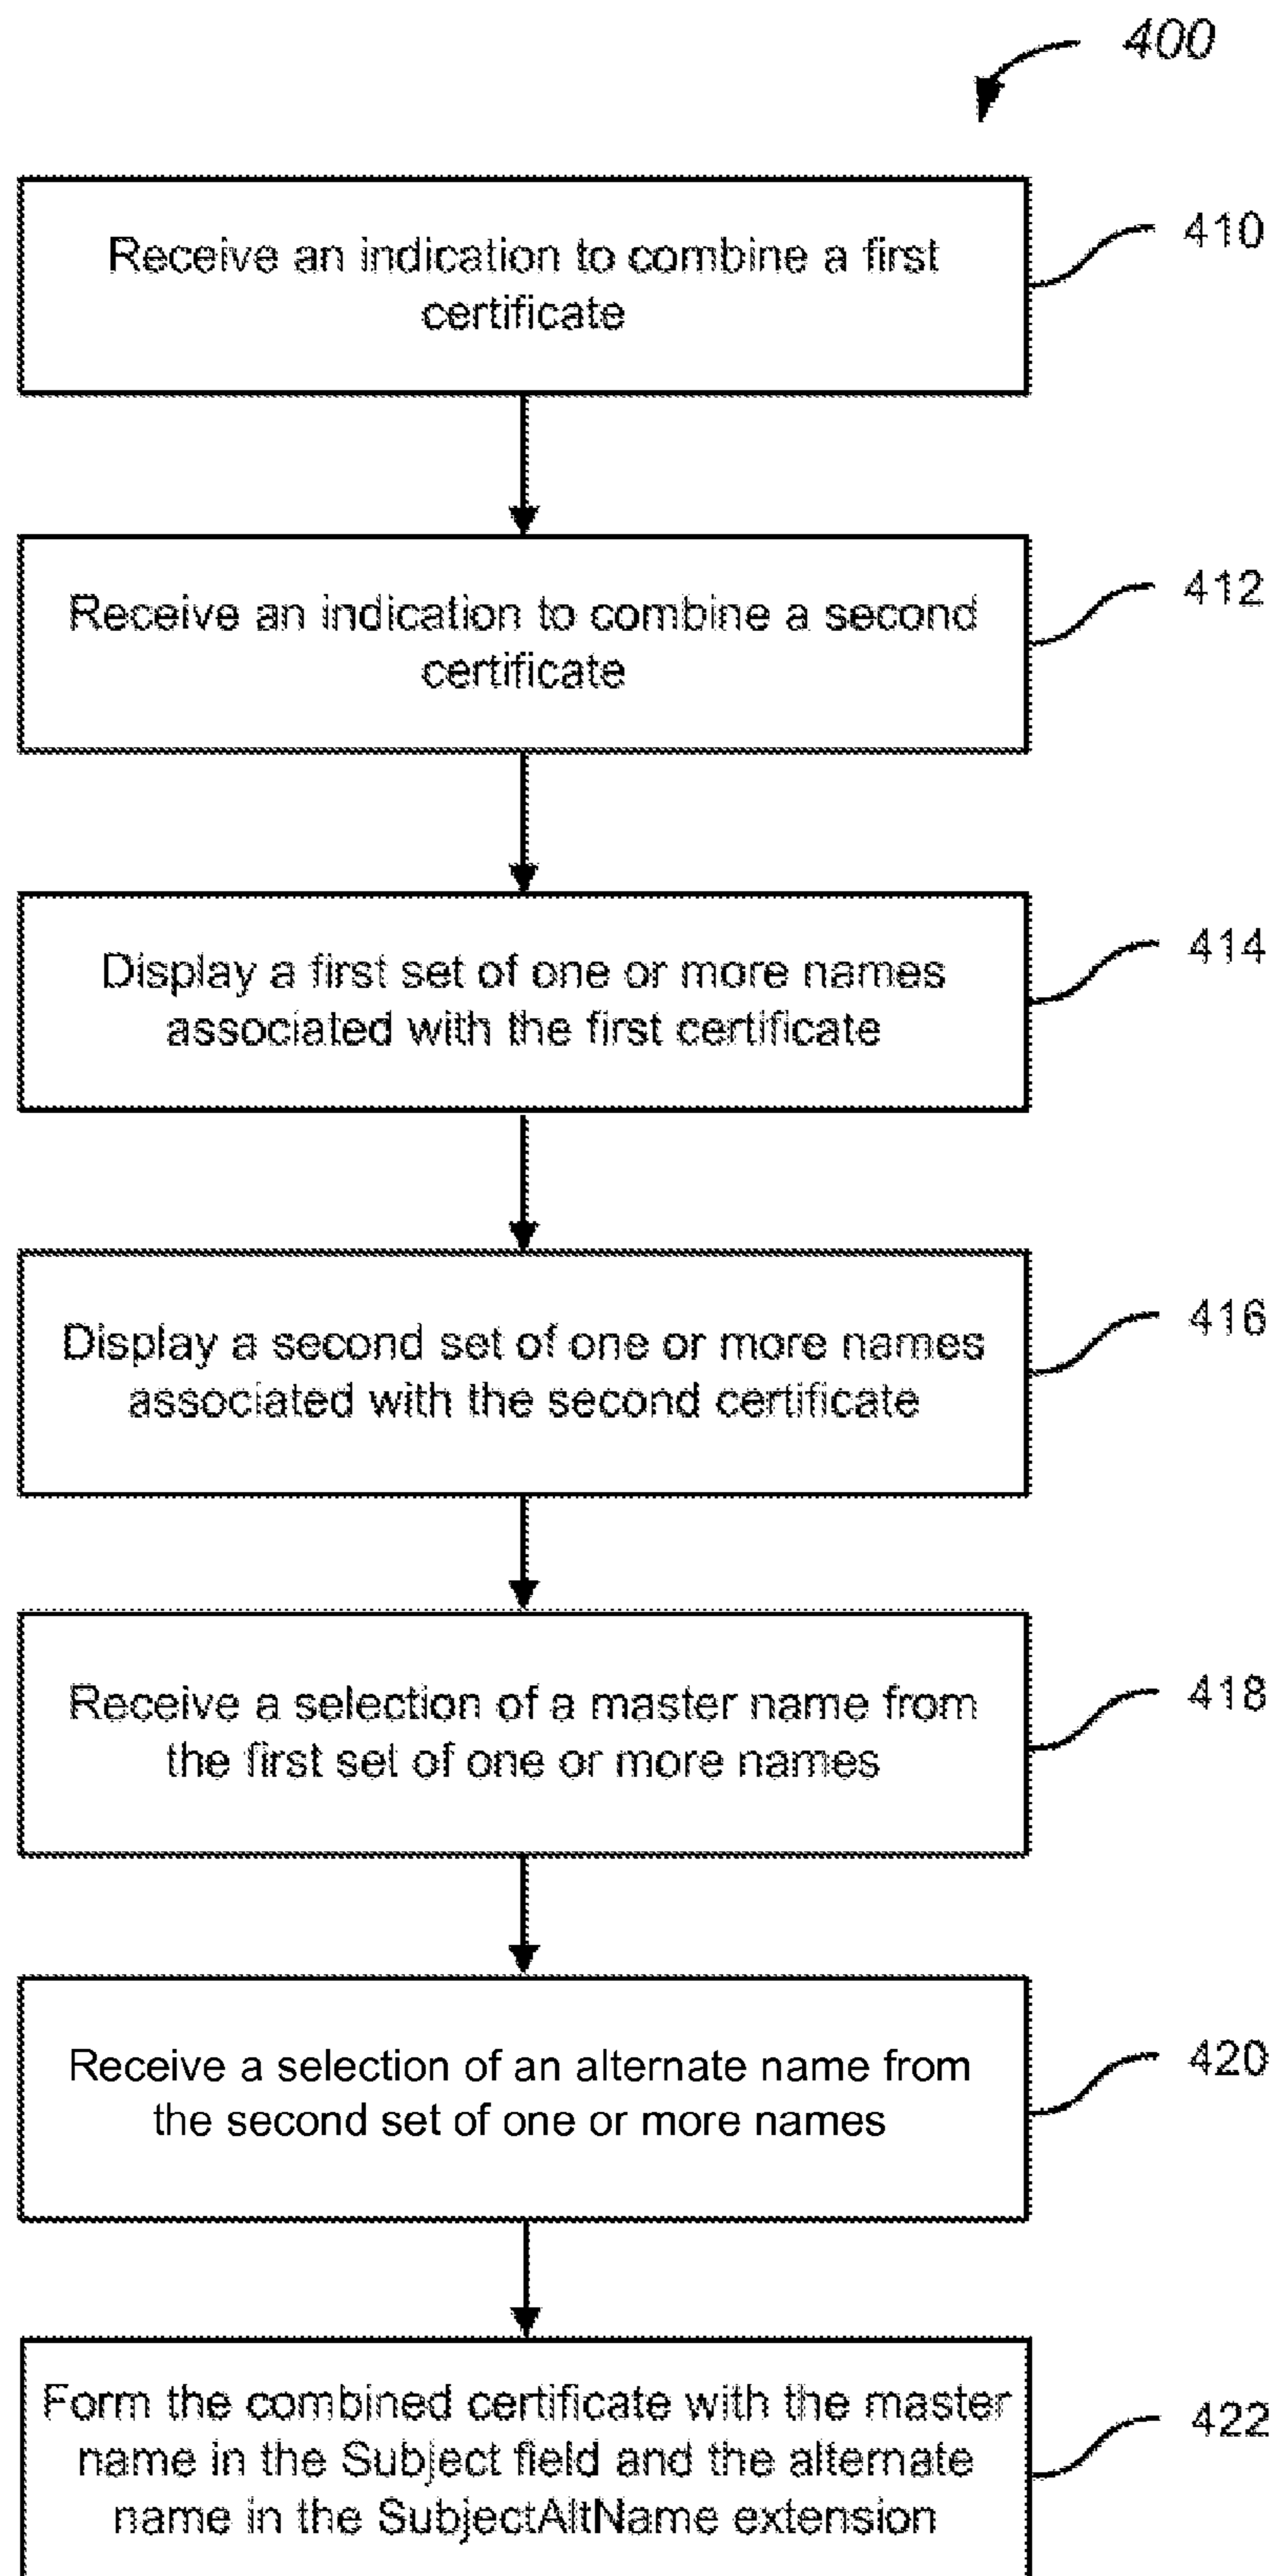 400
Receive an indication to combine a first
certificate
410
Receive an indication to combine a second
certificate
412
Display a first set of one or more names
associated with the first certificate
414
Display a second set of one or more names
associated with the second certificate
416
Receive a selection of a master name from
the first set of one or more names
418
Receive a selection of an alternate name from
the second set of one or more names
420
Form the combined certificate with the master
name in the Subject field and the alternate
name in the SubjectAltName extension
422